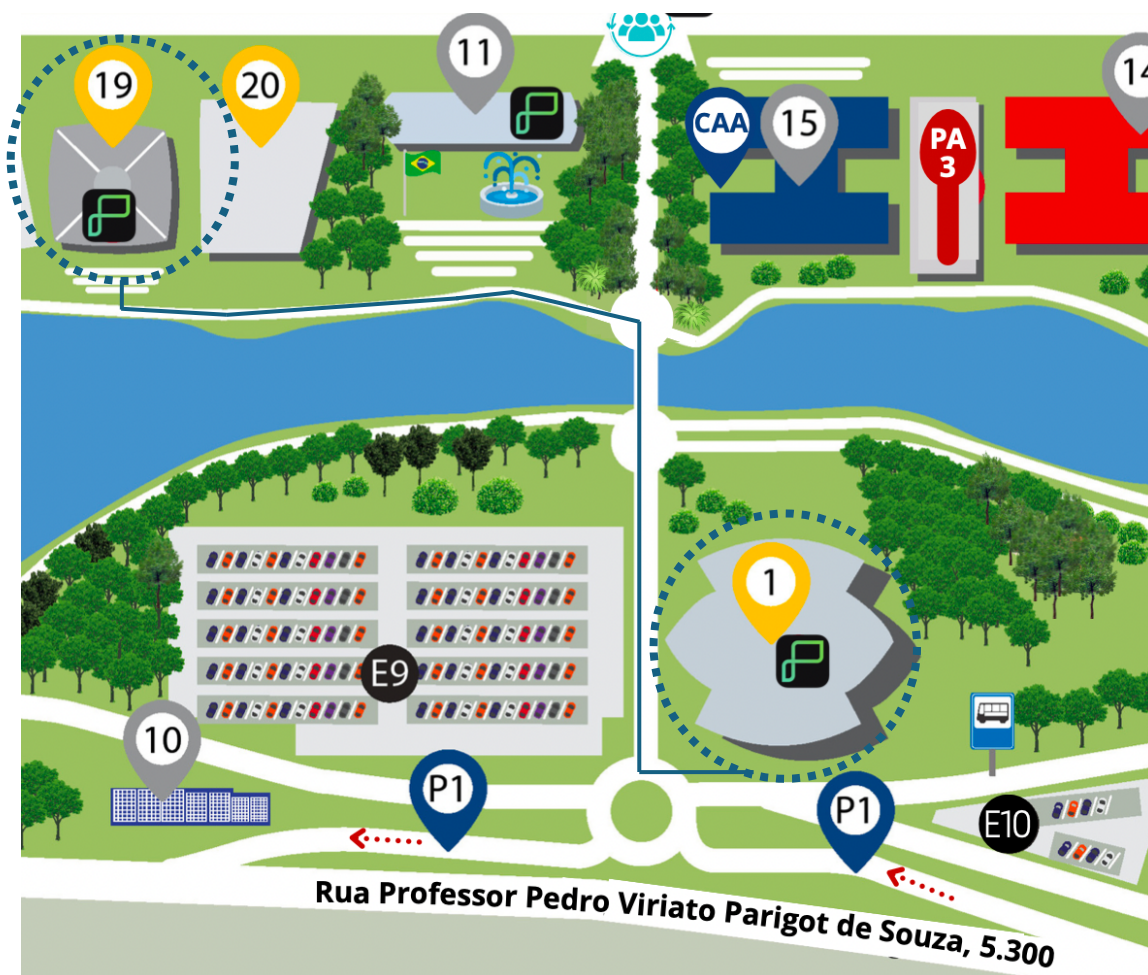 19
20
11
CAA
15
PA
3
14
1
E9
10
P1
P1
E10
Rua Professor Pedro Viriato Parigot de Souza, 5.300